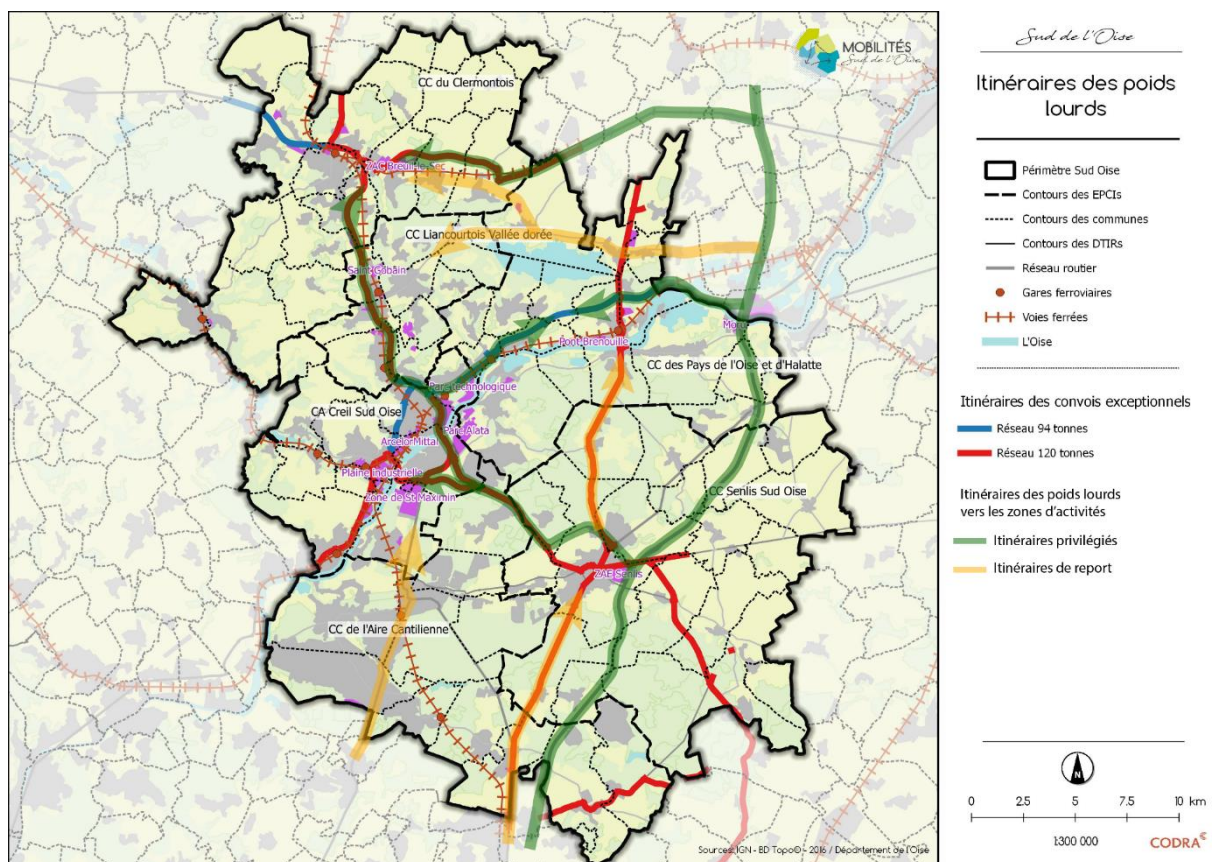 MOBILITÉS
Sud de l'Oise
CC du Clermontois
ZAC Breuil-le-Sec
CC Liancourtois Vallée dorée
Saint-Gobain
Moru
Pont Brenouille
CC des Pays de l'Oise et d'Halatte
Parc technologique
CA Creil Sud Oise
Parc Alata
ArcelorMittal
Plaine industrielle
CC Senlis Sud Oise
Zone de St Maximin
ZAE Senlis
CC de l'Aire Cantilienne
Sources: IGN - BD Topo© - 2016 / Département de l'Oise
Sud de l'Oise
Itinéraires des poids
lourds
Périmètre Sud Oise
Contours des EPCIs
Contours des communes
Contours des DTIRs
Réseau routier
Gares ferroviaires
Voies ferrées
L'Oise
Itinéraires des convois exceptionnels
Réseau 94 tonnes
Réseau 120 tonnes
Itinéraires des poids lourds
vers les zones d'activités
Itinéraires privilégiés
Itinéraires de report
N
0 2.5 5 7.5 10 km
1:300 000
CODRA